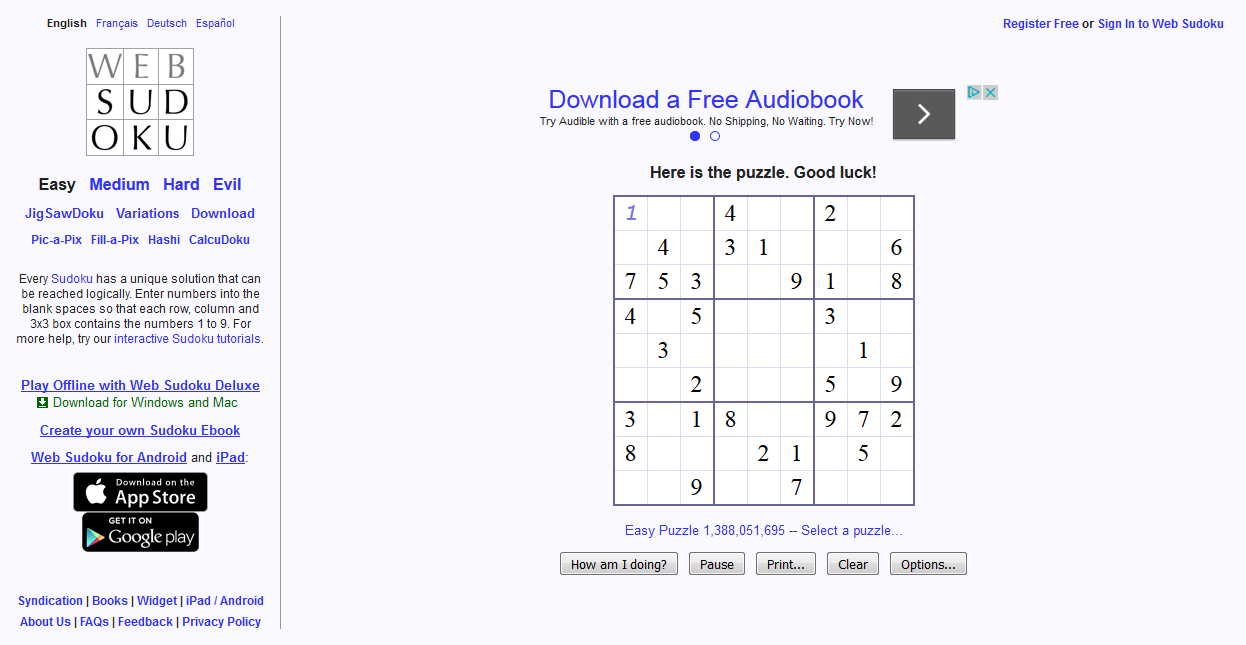 English Français Deutsch Español
Register Free or Sign In to Web Sudoku
WEB
SUD
OKU
Easy Medium Hard Evil
JigSawDoku Variations Download
Pic-a-Pix Fill-a-Pix Hashi CalcuDoku
Every Sudoku has a unique solution that can
be reached logically. Enter numbers into the
blank spaces so that each row, column and
3x3 box contains the numbers 1 to 9. For
more help, try our interactive Sudoku tutorials.
Play Offline with Web Sudoku Deluxe
Download for Windows and Mac
Create your own Sudoku Ebook
Web Sudoku for Android and iPad:
Download on the
App Store
GET IT ON
Google play
Syndication | Books | Widget | iPad / Android
About Us | FAQs | Feedback | Privacy Policy
Download a Free Audiobook
Try Audible with a free audiobook. No Shipping, No Waiting. Try Now!
Here is the puzzle. Good luck!
1 4 2
4 3 1 6
7 5 3 9 1 8
4 5 3
3 1
2 5 9
3 1 8 9 7 2
8 2 1 5
9 7
Easy Puzzle 1,388,051,695 -- Select a puzzle...
How am I doing? Pause Print... Clear Options...